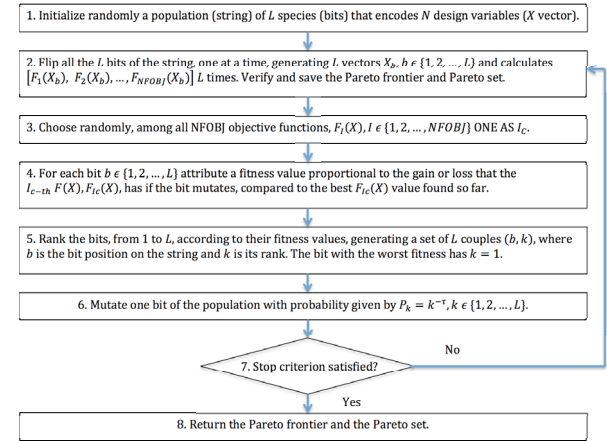 1. Initialize randomly a population (string) of L species (bits) that encodes N design variables (X vector).
2. Flip all the L bits of the string, one at a time, generating L vectors X_b, b ϵ {1, 2, ..., L} and calculates
[F₁(X_b), F₂(X_b), ..., F_NFOBJ(X_b)] L times. Verify and save the Pareto frontier and Pareto set.
3. Choose randomly, among all NFOBJ objective functions, F_I(X), I ϵ {1, 2, ..., NFOBJ} ONE AS I_C.
4. For each bit b ϵ {1, 2, ..., L} attribute a fitness value proportional to the gain or loss that the
I_{C-th} F(X), F_{Ic}(X), has if the bit mutates, compared to the best F_{Ic}(X) value found so far.
5. Rank the bits, from 1 to L, according to their fitness values, generating a set of L couples (b, k), where
b is the bit position on the string and k is its rank. The bit with the worst fitness has k = 1.
6. Mutate one bit of the population with probability given by P_k = k^{-τ}, k ϵ {1, 2, ..., L}.
No
7. Stop criterion satisfied?
Yes
8. Return the Pareto frontier and the Pareto set.